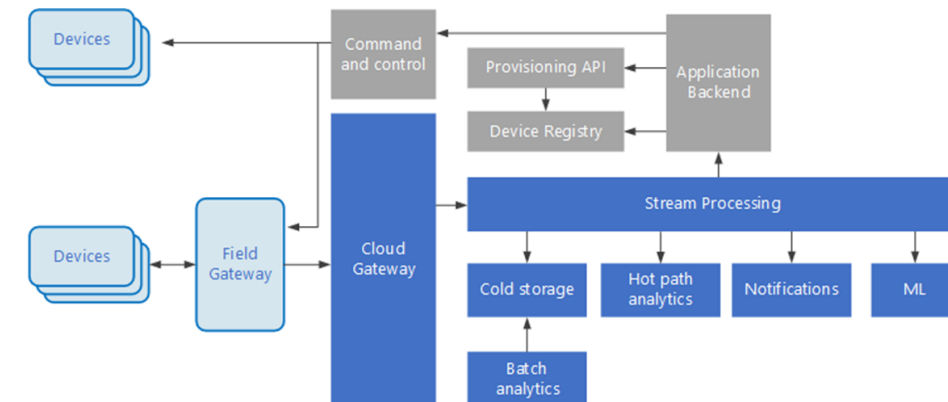 Devices
Command
and control
Provisioning API
Application
Backend
Device Registry
Stream Processing
Devices
Field
Gateway
Cloud
Gateway
Cold storage
Hot path
analytics
Notifications
ML
Batch
analytics